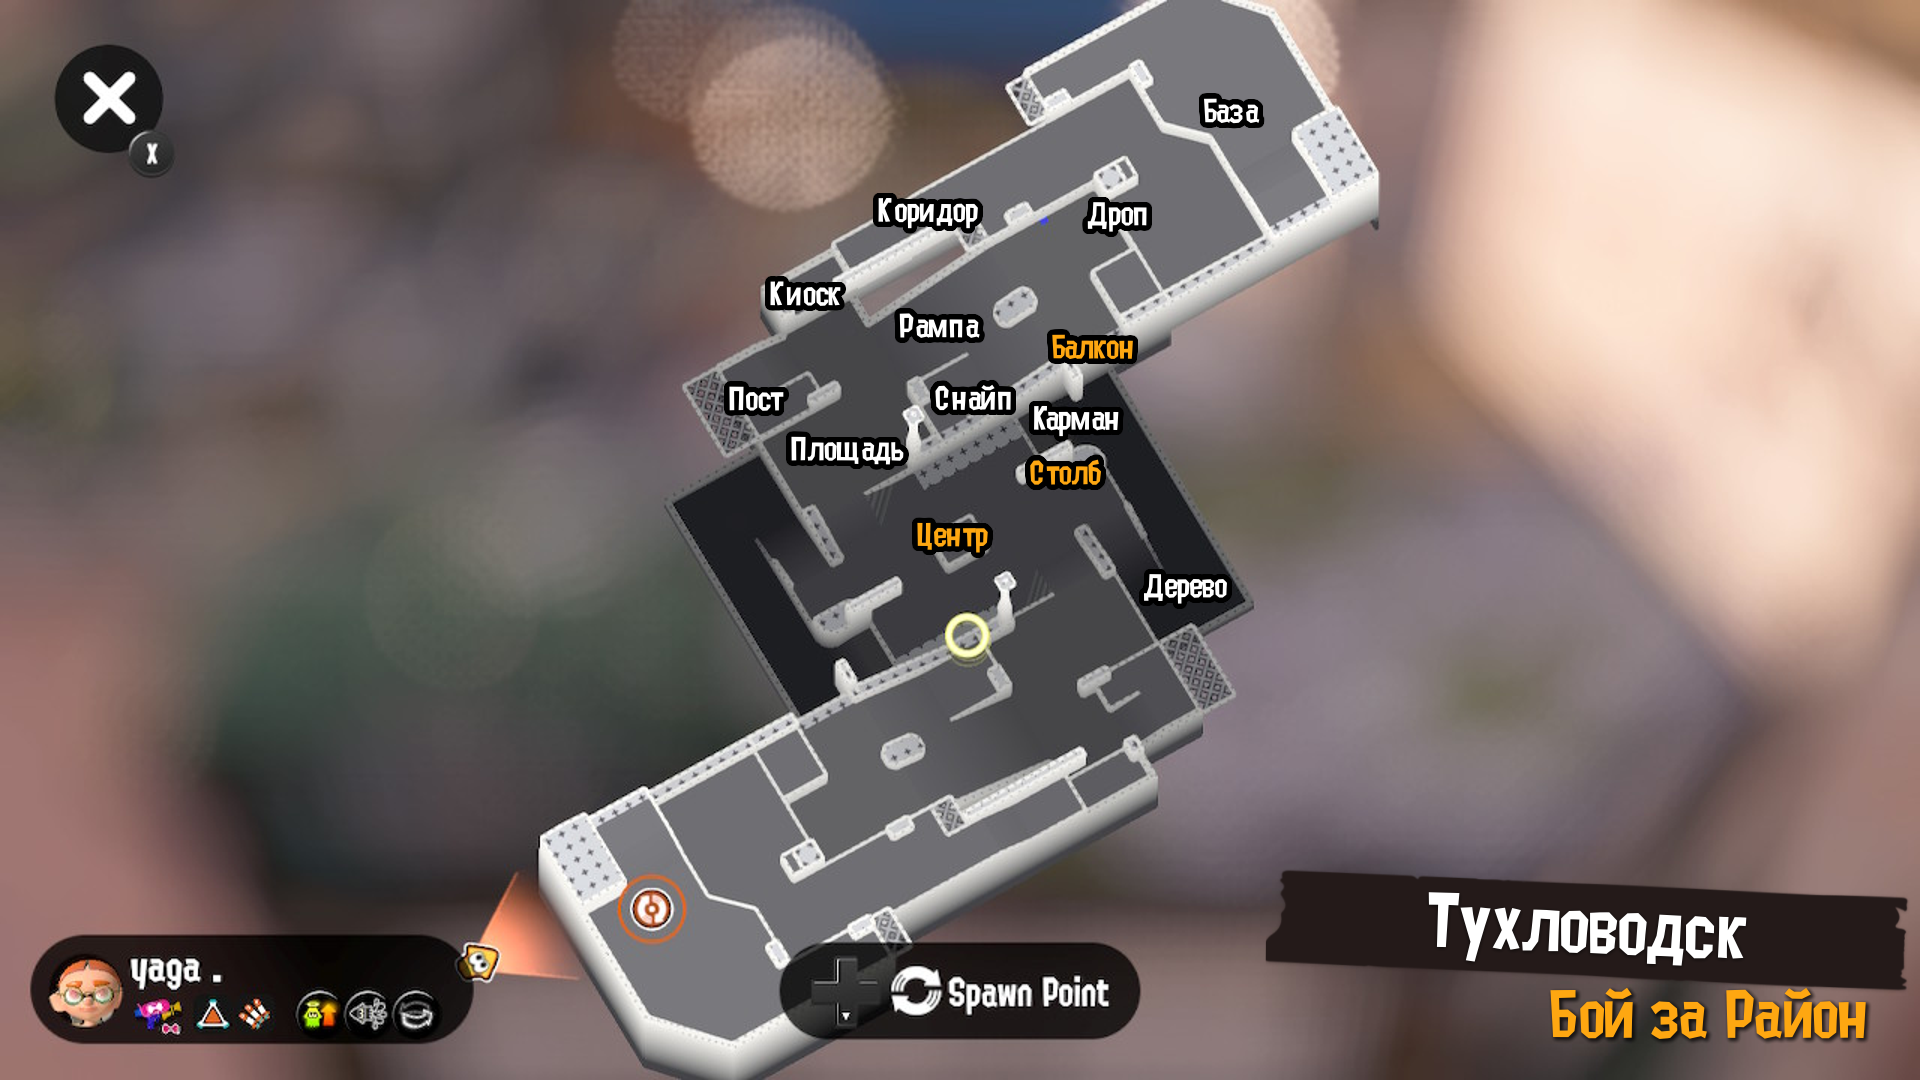 X
База
Коридор
Дроп
Киоск
Рампа
Балкон
Пост
Снайп
Карман
Площадь
Столб
Центр
Дерево
Тухловодск
Бой за Район
yaga .
Spawn Point